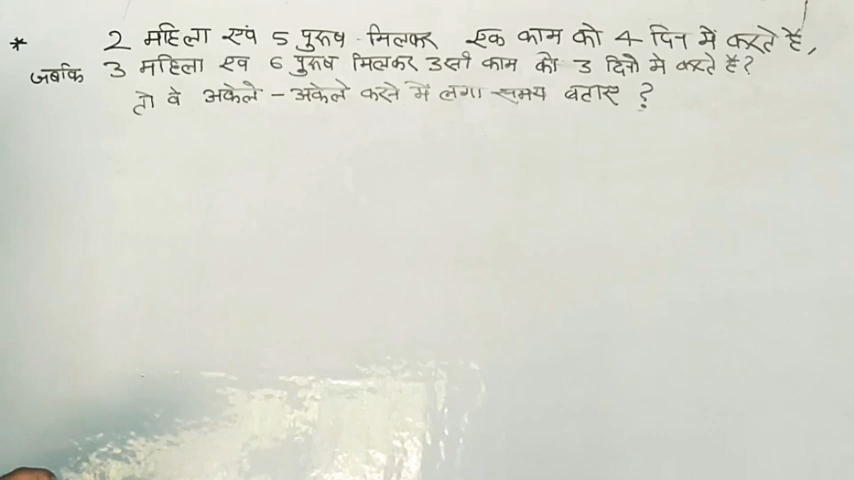 * 2 महिला एवं 5 पुरूष मिलकर एक काम को 4 दिन में करते हैं,
जबकि 3 महिला एव 6 पुरूष मिलकर उसी काम को 3 दिनो मे करते है?
तो वे अकेले - अकेले करने में लगा समय बताए ?